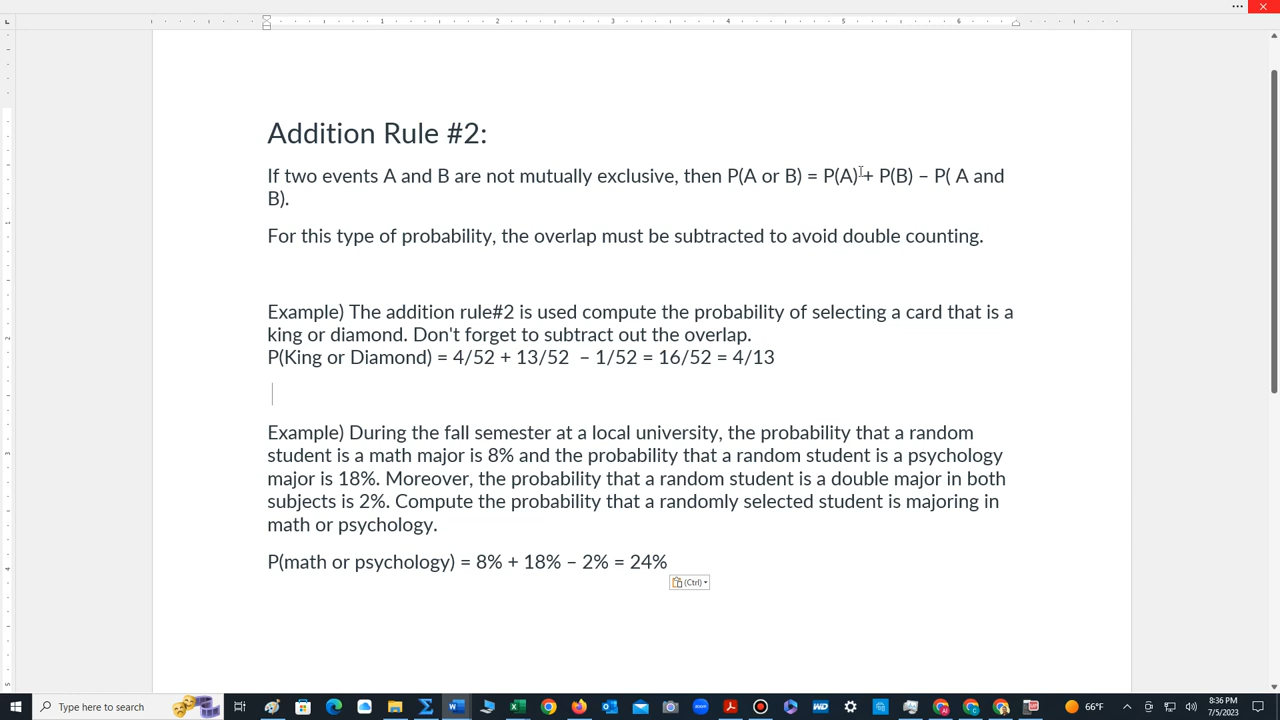 1 2 3 4 5 6
Addition Rule #2:
If two events A and B are not mutually exclusive, then P(A or B) = P(A) + P(B) – P( A and
B).
For this type of probability, the overlap must be subtracted to avoid double counting.
Example) The addition rule#2 is used compute the probability of selecting a card that is a
king or diamond. Don't forget to subtract out the overlap.
P(King or Diamond) = 4/52 + 13/52 – 1/52 = 16/52 = 4/13
Example) During the fall semester at a local university, the probability that a random
student is a math major is 8% and the probability that a random student is a psychology
major is 18%. Moreover, the probability that a random student is a double major in both
subjects is 2%. Compute the probability that a randomly selected student is majoring in
math or psychology.
P(math or psychology) = 8% + 18% – 2% = 24%
(Ctrl)
Type here to search
66°F
8:36 PM
7/5/2023